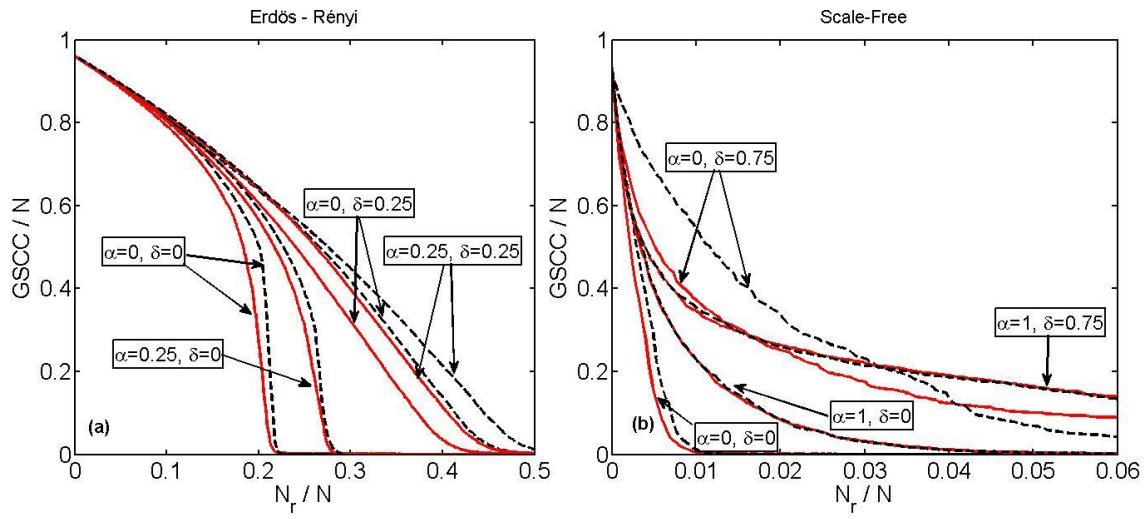 Erdös - Rényi
1
0.8
0.6
0.4
0.2
0
GSCC / N
0
0.1
0.2
0.3
0.4
0.5
N_r / N
α=0, δ=0.25
α=0.25, δ=0.25
α=0, δ=0
α=0.25, δ=0
(a)
Scale-Free
1
0.8
0.6
0.4
0.2
0
GSCC / N
0
0.01
0.02
0.03
0.04
0.05
0.06
N_r / N
α=0, δ=0.75
α=1, δ=0.75
α=1, δ=0
α=0, δ=0
(b)